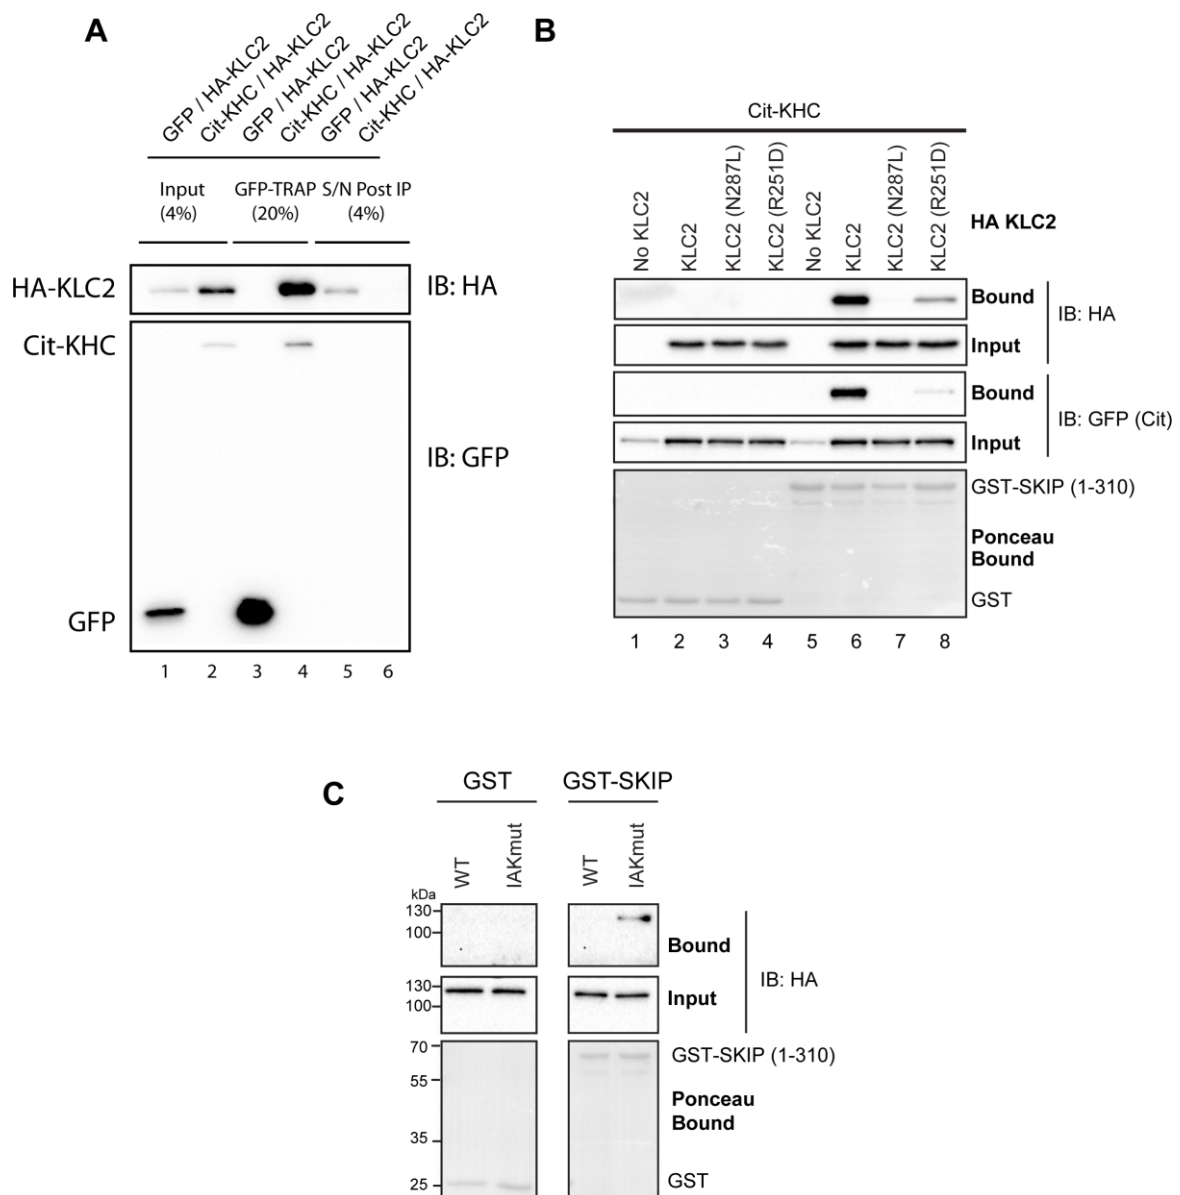 A
GFP / HA-KLC2
Cit-KHC / HA-KLC2
GFP / HA-KLC2
Cit-KHC / HA-KLC2
GFP / HA-KLC2
Cit-KHC / HA-KLC2
Input
(4%)
GFP-TRAP
(20%)
S/N Post IP
(4%)
HA-KLC2
IB: HA
Cit-KHC
IB: GFP
GFP
1 2 3 4 5 6
B
Cit-KHC
No KLC2
KLC2
KLC2 (N287L)
KLC2 (R251D)
No KLC2
KLC2
KLC2 (N287L)
KLC2 (R251D)
HA KLC2
Bound
Input
IB: HA
Bound
Input
IB: GFP (Cit)
GST-SKIP (1-310)
Ponceau
Bound
GST
1 2 3 4 5 6 7 8
C
GST
GST-SKIP
WT
IAKmut
WT
IAKmut
kDa
130
100
Bound
130
100
Input
IB: HA
70
55
35
25
GST-SKIP (1-310)
Ponceau
Bound
GST